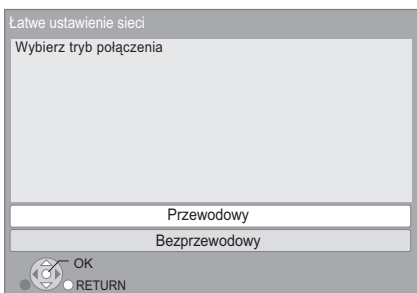 Łatwe ustawienie sieci
Wybierz tryb połączenia
Przewodowy
Bezprzewodowy
OK
RETURN